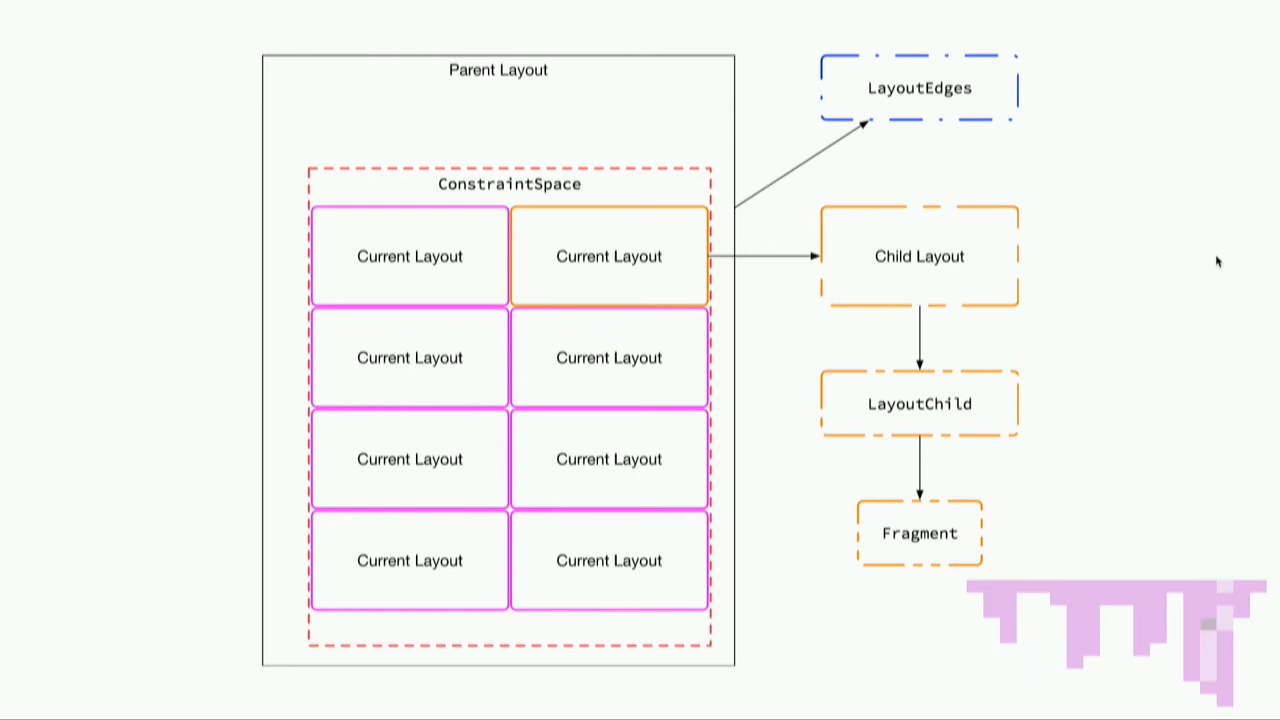 Parent Layout
LayoutEdges
ConstraintSpace
Current Layout
Current Layout
Child Layout
Current Layout
Current Layout
LayoutChild
Current Layout
Current Layout
Fragment
Current Layout
Current Layout